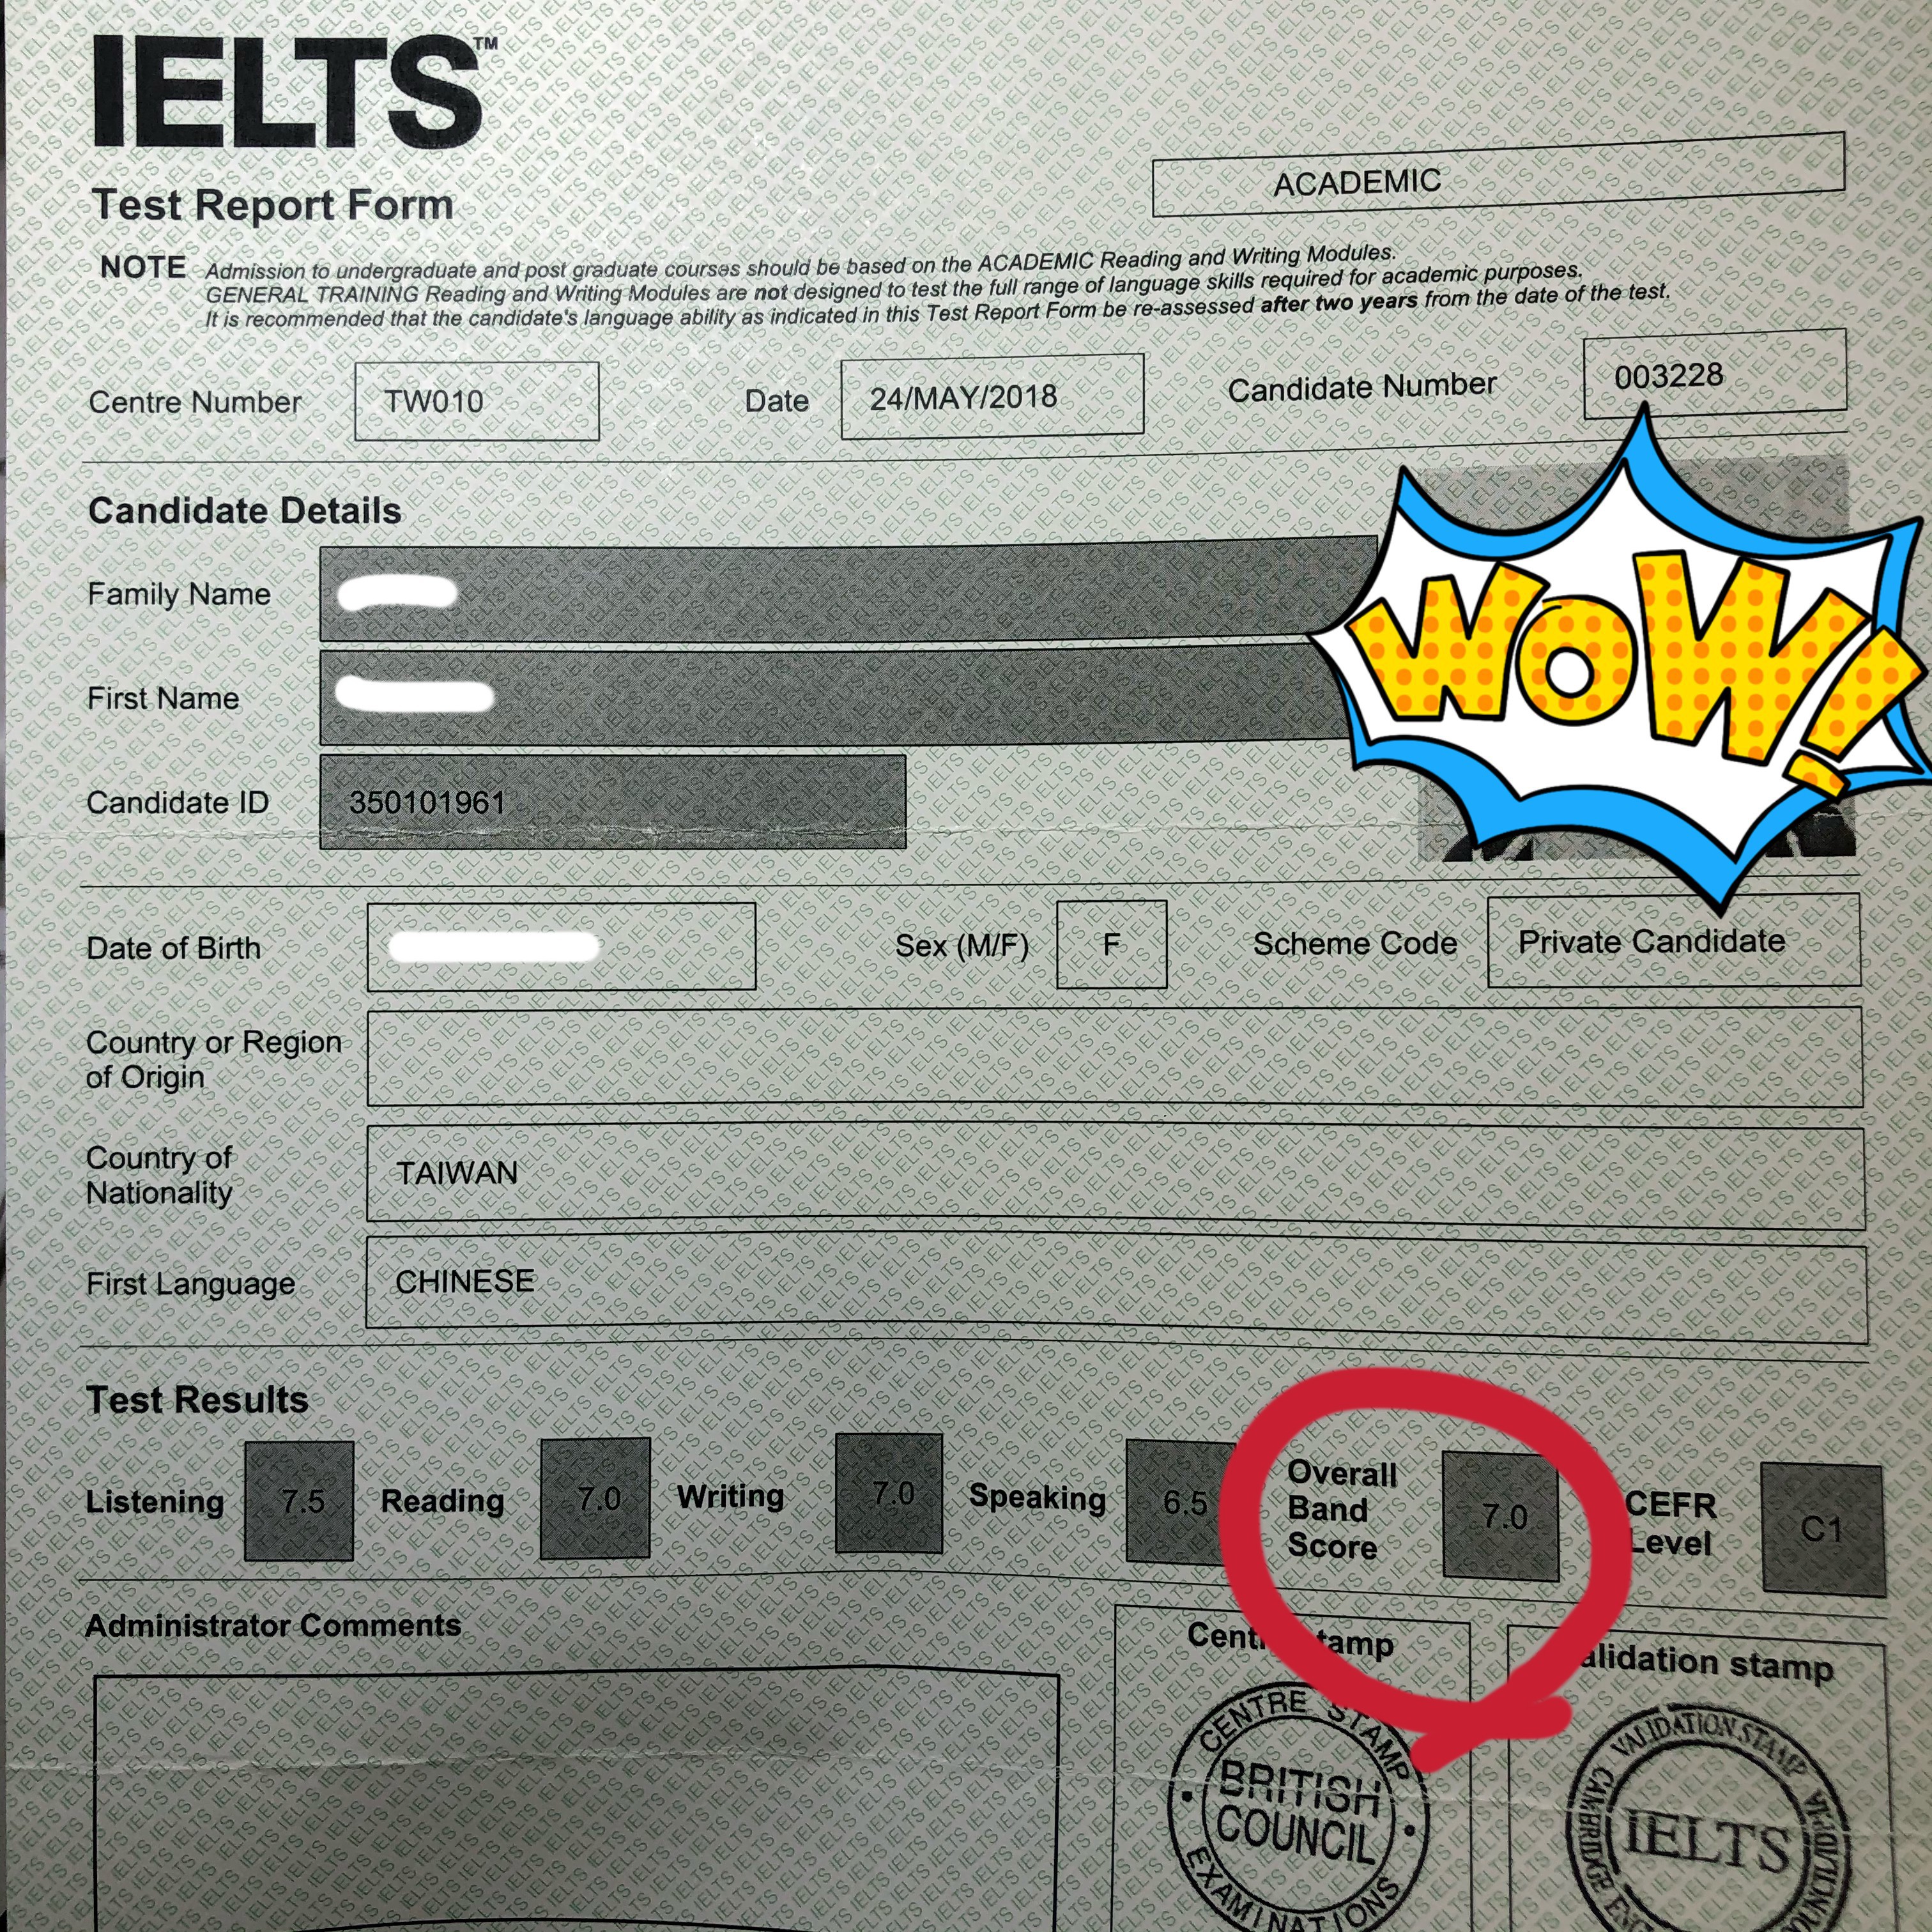 IELTS™
Test Report Form
ACADEMIC
NOTE Admission to undergraduate and post graduate courses should be based on the ACADEMIC Reading and Writing Modules.
GENERAL TRAINING Reading and Writing Modules are not designed to test the full range of language skills required for academic purposes.
It is recommended that the candidate's language ability as indicated in this Test Report Form be re-assessed after two years from the date of the test.
Centre Number TW010 Date 24/MAY/2018 Candidate Number 003228
Candidate Details
Family Name
First Name
WOW!
Candidate ID 350101961
Date of Birth Sex (M/F) F Scheme Code Private Candidate
Country or Region
of Origin
Country of
Nationality
TAIWAN
First Language CHINESE
Test Results
Listening 7.5 Reading 7.0 Writing 7.0 Speaking 6.5
Overall
Band
Score
7.0
CEFR
Level
C1
Administrator Comments
Centre stamp
Validation stamp
CENTRE STAMP
BRITISH
COUNCIL
EXAMINATIONS
VALIDATION STAMP
IELTS
CAMBRIDGE